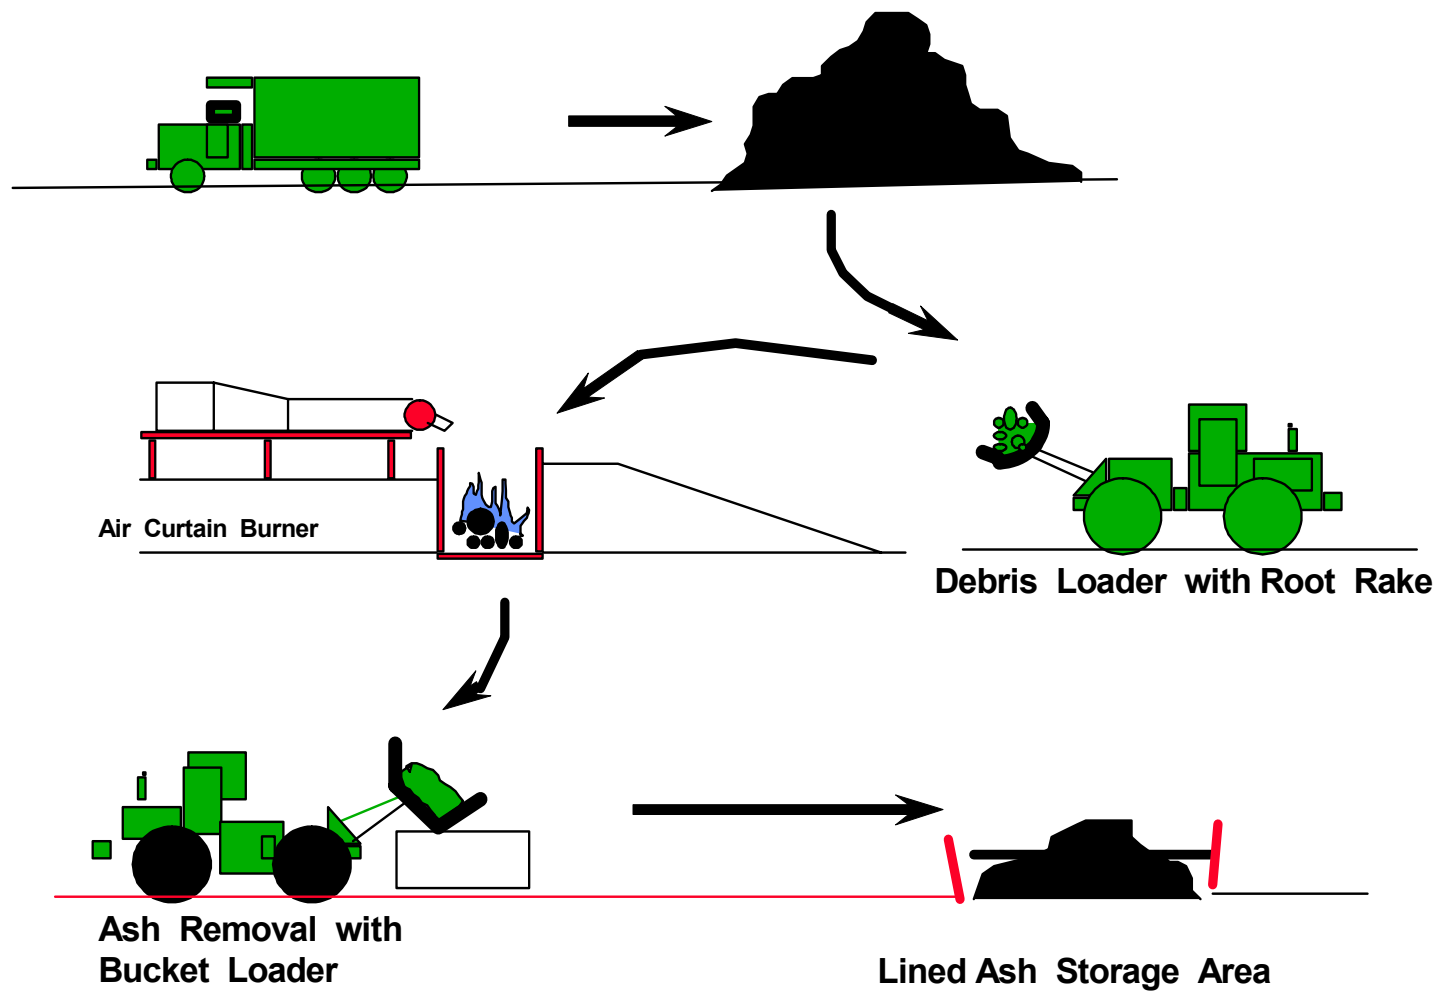 Air Curtain Burner
Debris Loader with Root Rake
Ash Removal with
Bucket Loader
Lined Ash Storage Area